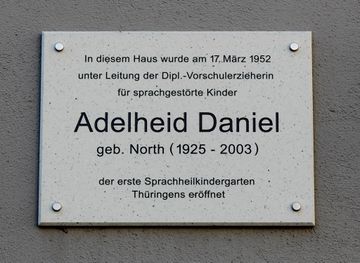 In diesem Haus wurde am 17. März 1952
unter Leitung der Dipl.-Vorschulerzieherin
für sprachgestörte Kinder
Adelheid Daniel
geb. North (1925 - 2003)
der erste Sprachheilkindergarten
Thüringens eröffnet